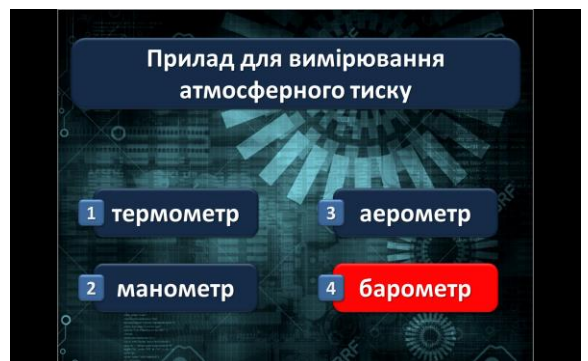 Прилад для вимірювання
атмосферного тиску
1 термометр
2 манометр
3 аерометр
4 барометр